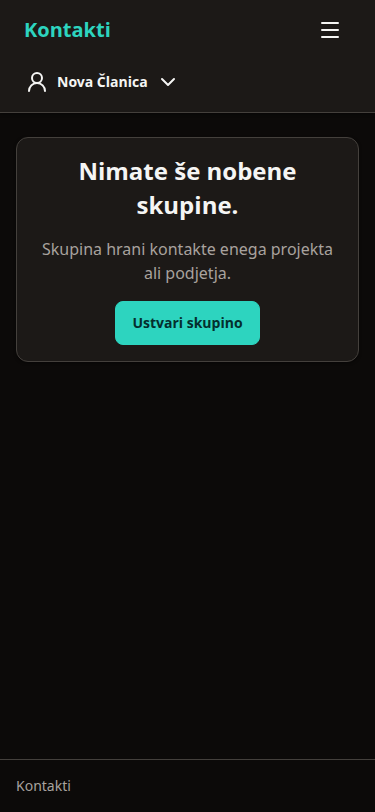 Kontakti
Nova Članica
Nimate še nobene
skupine.
Skupina hrani kontakte enega projekta
ali podjetja.
Ustvari skupino
Kontakti